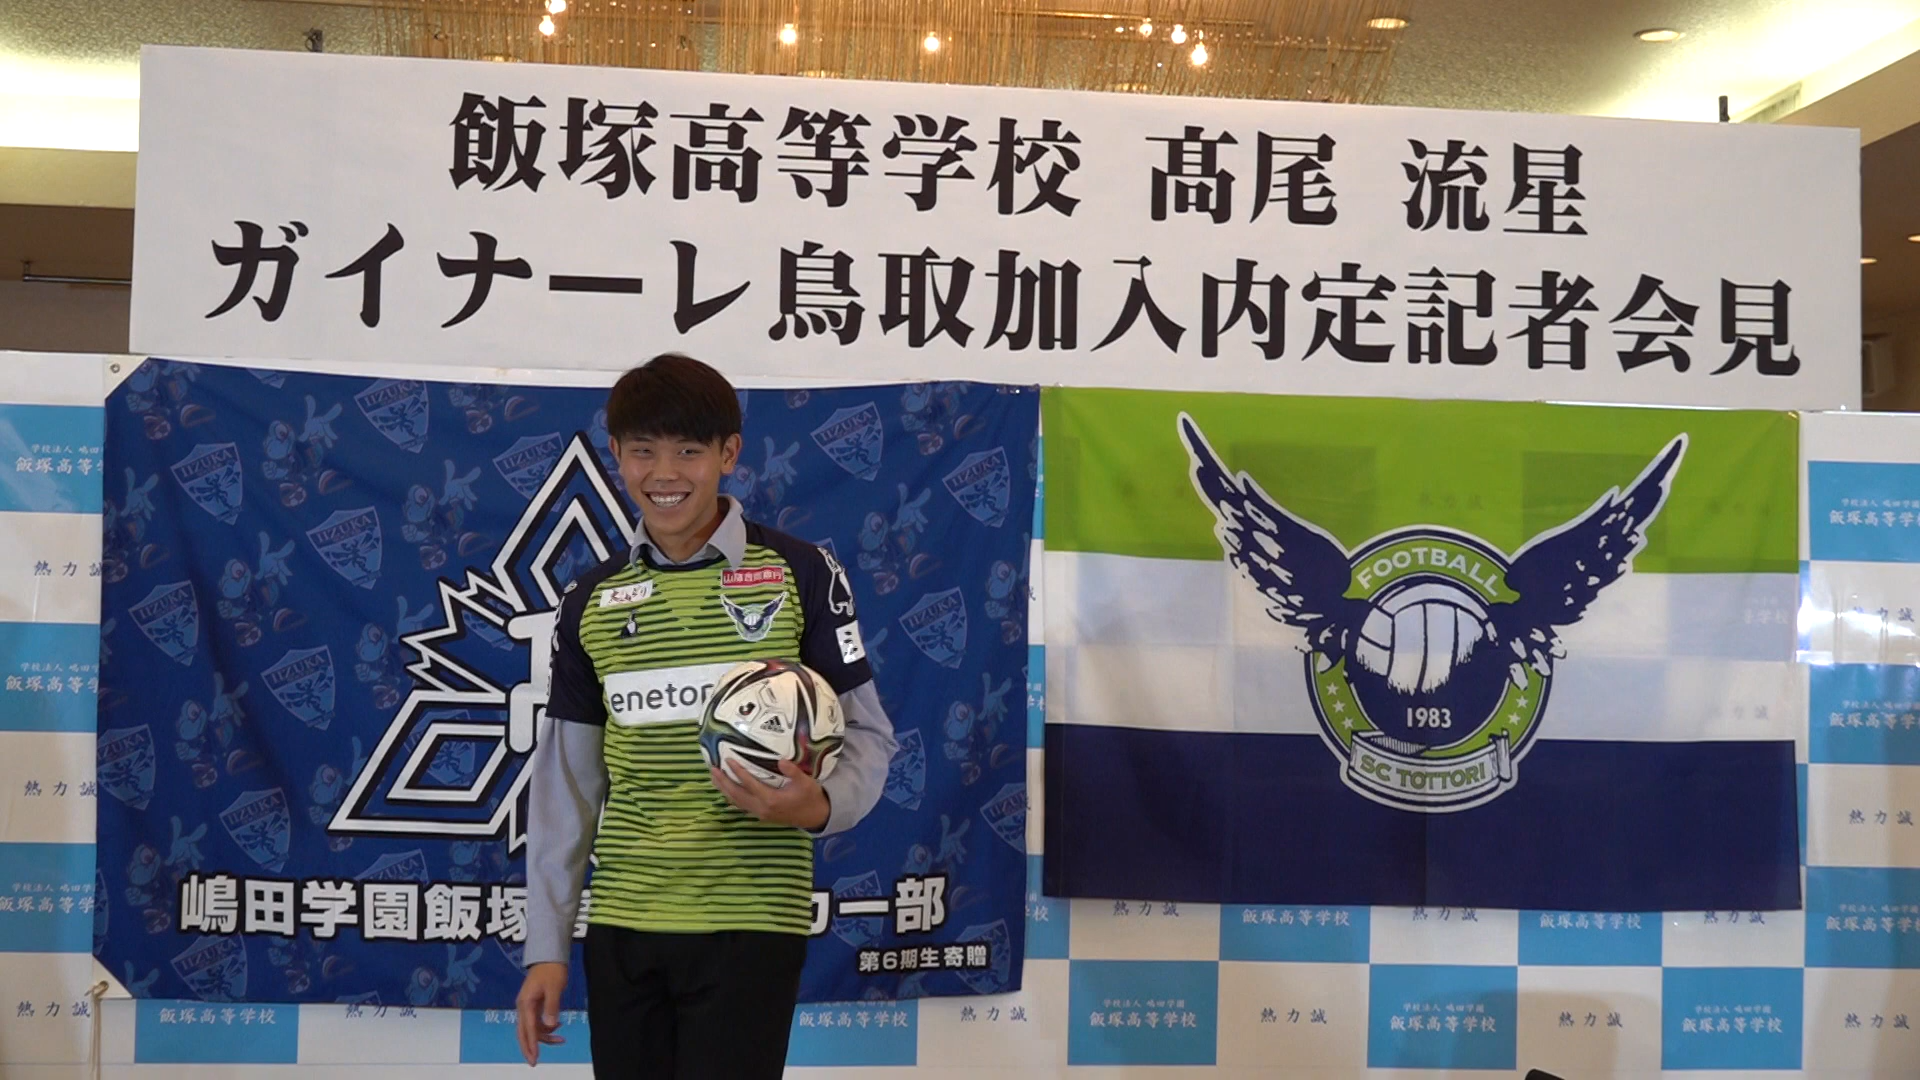 飯塚高等学校 髙尾 流星
ガイナーレ鳥取加入内定記者会見
IIZUKA
嶋田学園飯塚
カー部
第6期生寄贈
FOOTBALL
1983
SC TOTTORI
山陰合同銀行
enetor
adidas
学校法人 嶋田学園
飯塚高等学校
熱力誠